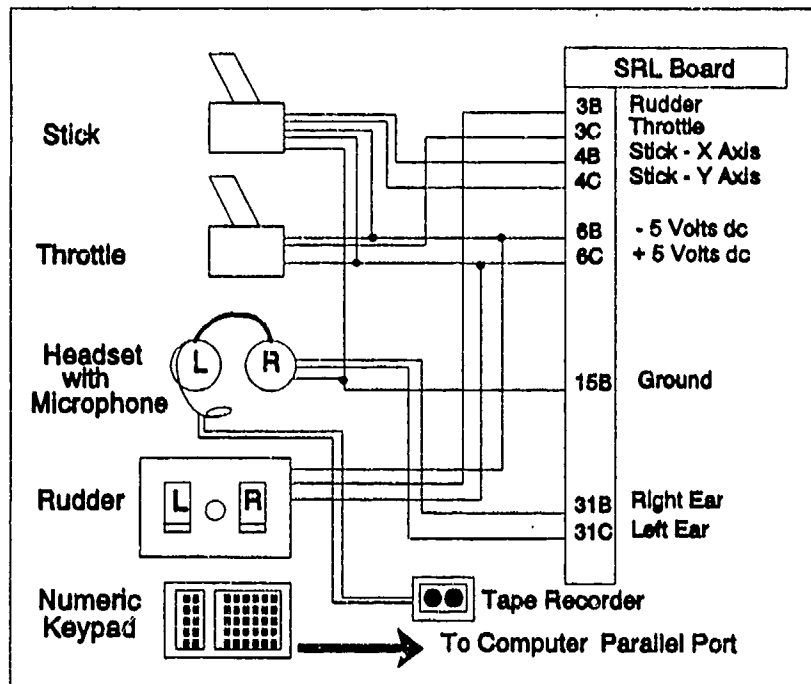 SRL Board
3B Rudder
3C Throttle
4B Stick - X Axis
4C Stick - Y Axis
6B - 5 Volts dc
6C + 5 Volts dc
15B Ground
31B Right Ear
31C Left Ear
Stick
Throttle
Headset
with
Microphone
L R
Rudder
L R
Numeric
Keypad
Tape Recorder
To Computer Parallel Port